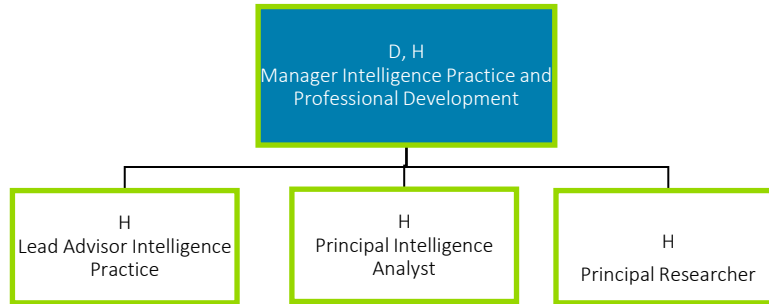 D, H
Manager Intelligence Practice and
Professional Development
H
Lead Advisor Intelligence
Practice
H
Principal Intelligence
Analyst
H
Principal Researcher